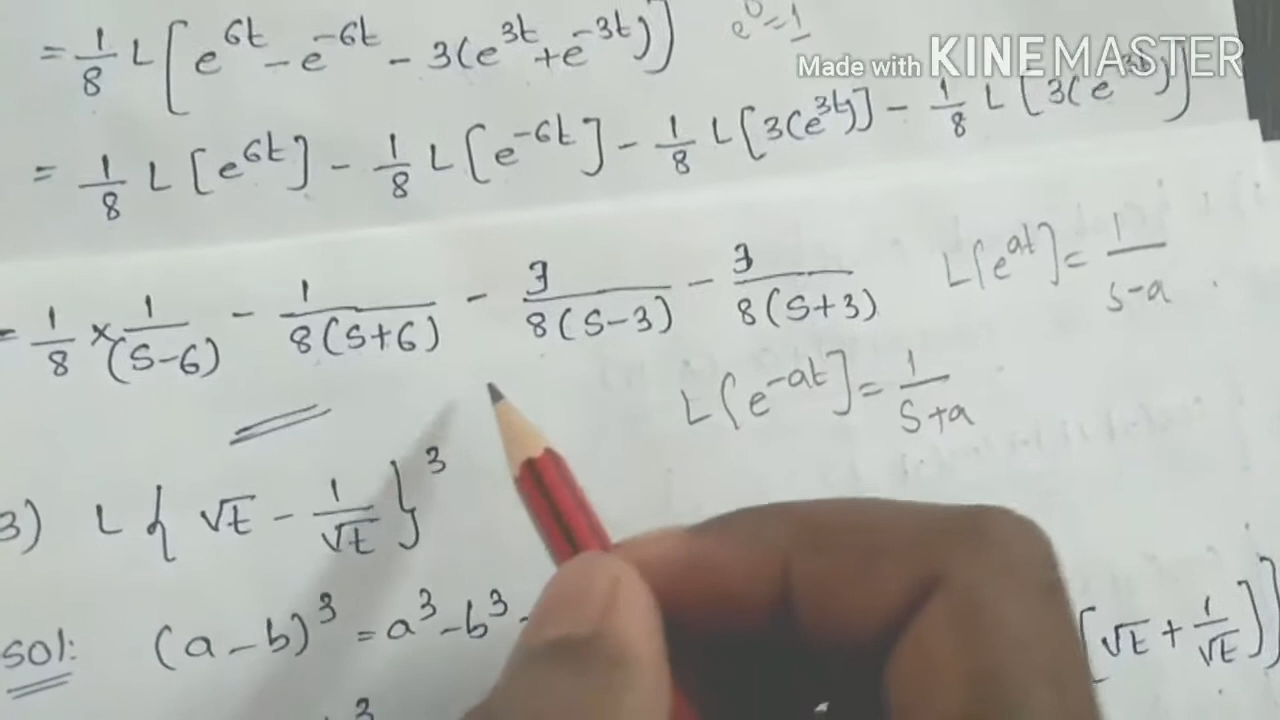 = 1/8 L[e^{6t} - e^{-6t} - 3(e^{3t} + e^{-3t})] e^0 = 1
Made with KINEMASTER
= 1/8 L[e^{6t}] - 1/8 L[e^{-6t}] - 1/8 L[3(e^{3t})] - 1/8 L[3(e^{-3t})]
= 1/8 × 1/(S-6) - 1/8(S+6) - 3/8(S-3) - 3/8(S+3) L[e^{at}] = 1/S-a
L[e^{-at}] = 1/S+a
3) L{√t - 1/√t}^3
Sol: (a-b)^3 = a^3 - b^3 - [√t + 1/√t]]
3